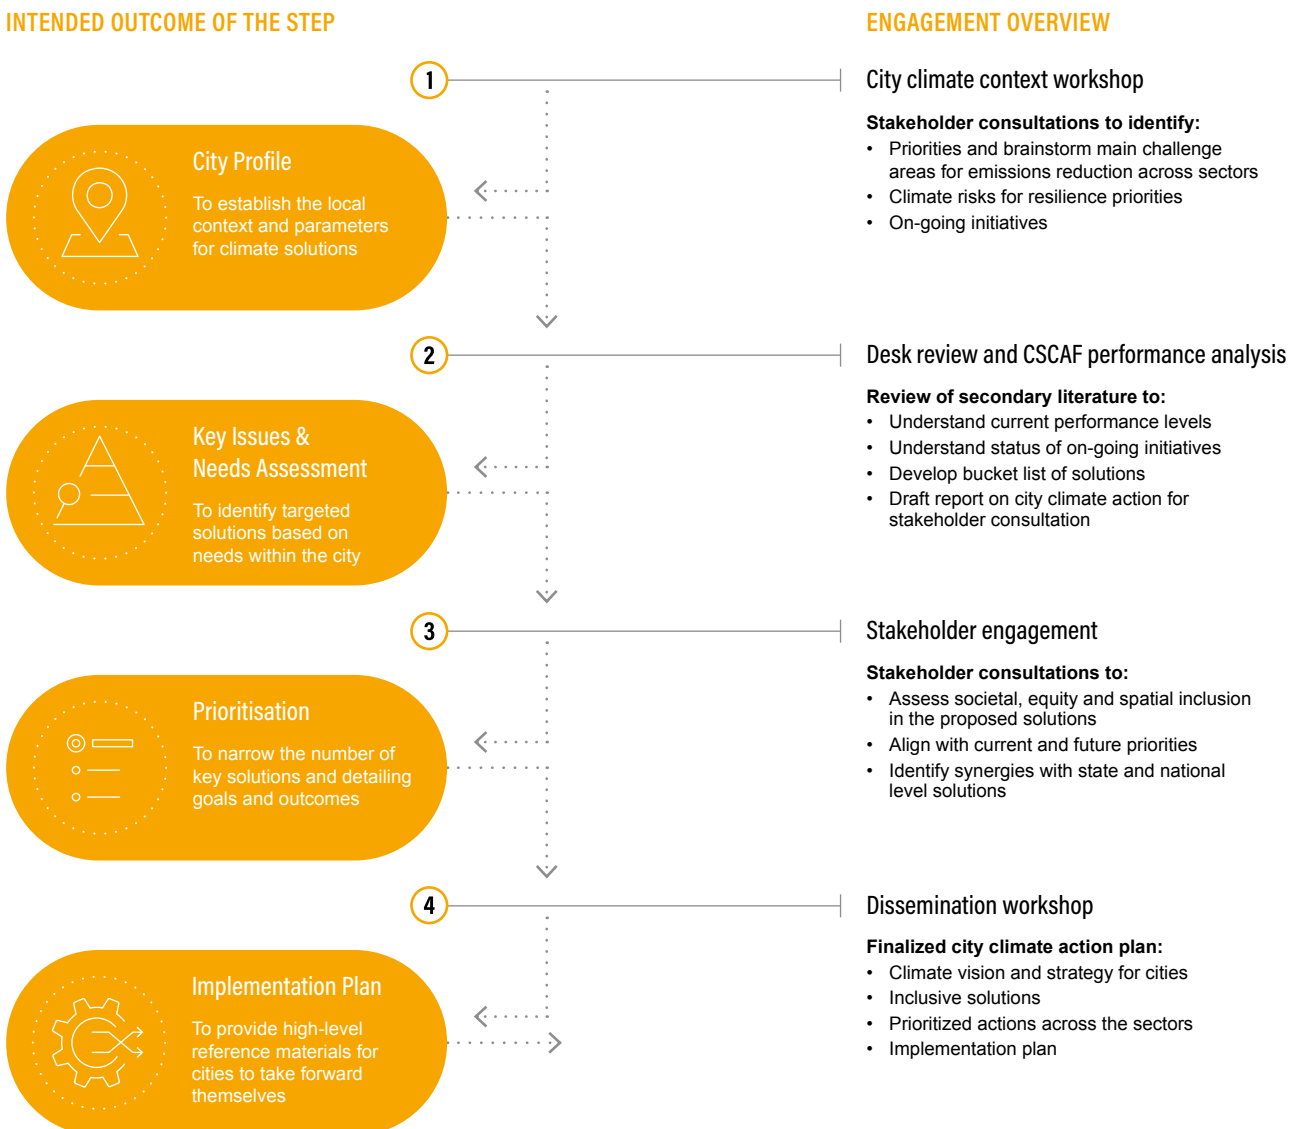 INTENDED OUTCOME OF THE STEP
ENGAGEMENT OVERVIEW
1
City climate context workshop
City Profile
To establish the local
context and parameters
for climate solutions
Stakeholder consultations to identify:
• Priorities and brainstorm main challenge
areas for emissions reduction across sectors
• Climate risks for resilience priorities
• On-going initiatives
2
Desk review and CSCAF performance analysis
Key Issues &
Needs Assessment
To identify targeted
solutions based on
needs within the city
Review of secondary literature to:
• Understand current performance levels
• Understand status of on-going initiatives
• Develop bucket list of solutions
• Draft report on city climate action for
stakeholder consultation
3
Stakeholder engagement
Prioritisation
To narrow the number of
key solutions and detailing
goals and outcomes
Stakeholder consultations to:
• Assess societal, equity and spatial inclusion
in the proposed solutions
• Align with current and future priorities
• Identify synergies with state and national
level solutions
4
Dissemination workshop
Implementation Plan
To provide high-level
reference materials for
cities to take forward
themselves
Finalized city climate action plan:
• Climate vision and strategy for cities
• Inclusive solutions
• Prioritized actions across the sectors
• Implementation plan